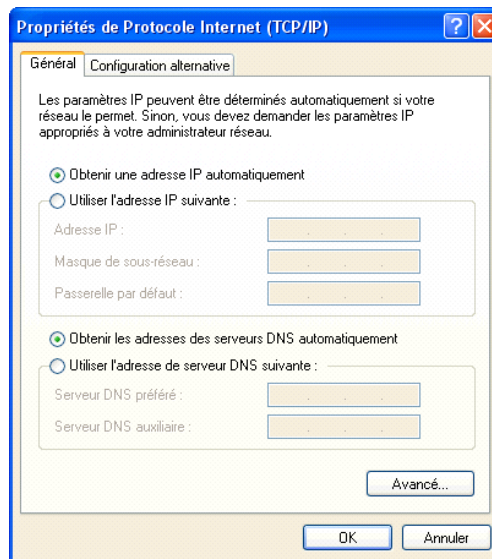 Propriétés de Protocole Internet (TCP/IP)
Général
Configuration alternative
Les paramètres IP peuvent être déterminés automatiquement si votre
réseau le permet. Sinon, vous devez demander les paramètres IP
appropriés à votre administrateur réseau.
Obtenir une adresse IP automatiquement
Utiliser l'adresse IP suivante :
Adresse IP :
Masque de sous-réseau :
Passerelle par défaut :
Obtenir les adresses des serveurs DNS automatiquement
Utiliser l'adresse de serveur DNS suivante :
Serveur DNS préféré :
Serveur DNS auxiliaire :
Avancé...
OK
Annuler